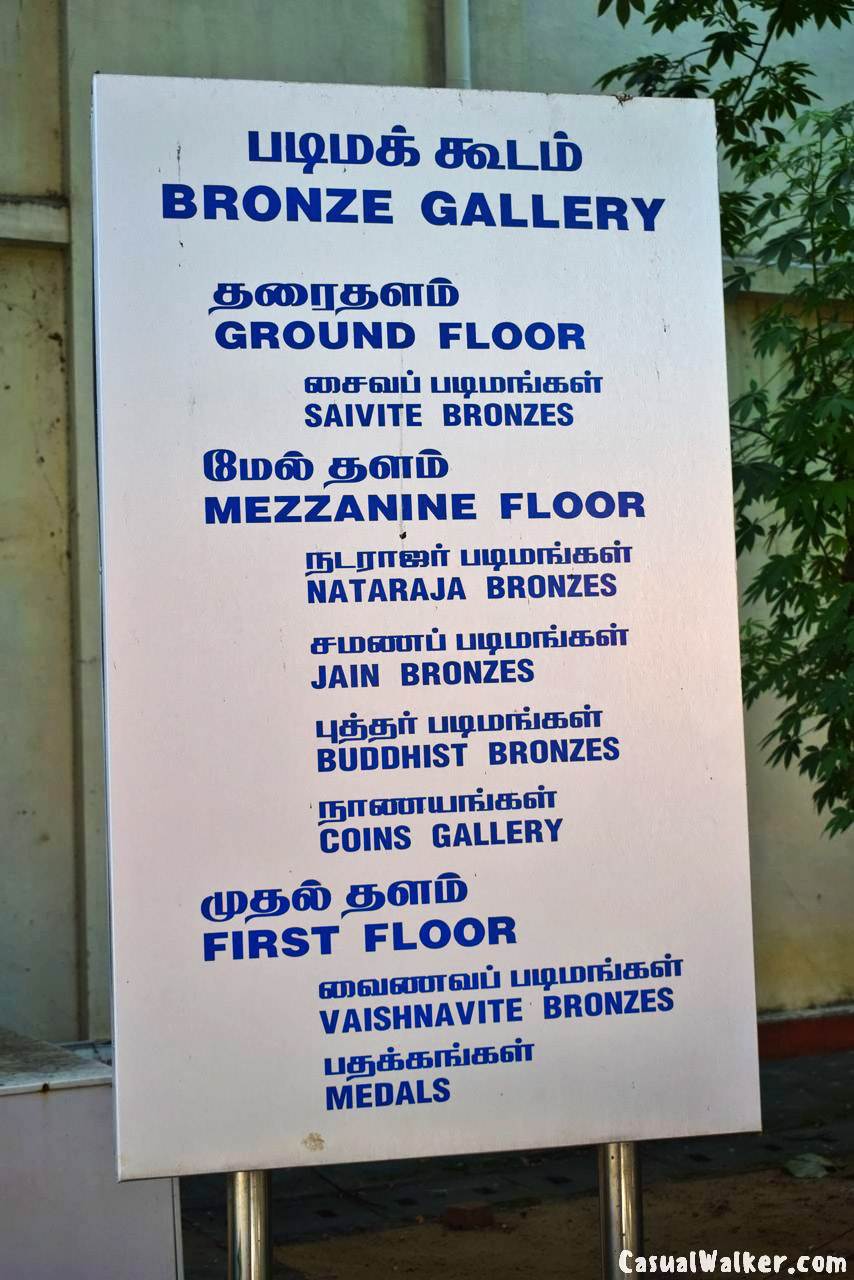 படிமக் கூடம்
BRONZE GALLERY
தரைதளம்
GROUND FLOOR
சைவப் படிமங்கள்
SAIVITE BRONZES
மேல் தளம்
MEZZANINE FLOOR
நடராஜர் படிமங்கள்
NATARAJA BRONZES
சமணப் படிமங்கள்
JAIN BRONZES
புத்தர் படிமங்கள்
BUDDHIST BRONZES
நாணயங்கள்
COINS GALLERY
முதல் தளம்
FIRST FLOOR
வைணவப் படிமங்கள்
VAISHNAVITE BRONZES
பதக்கங்கள்
MEDALS
CasualWalker.com